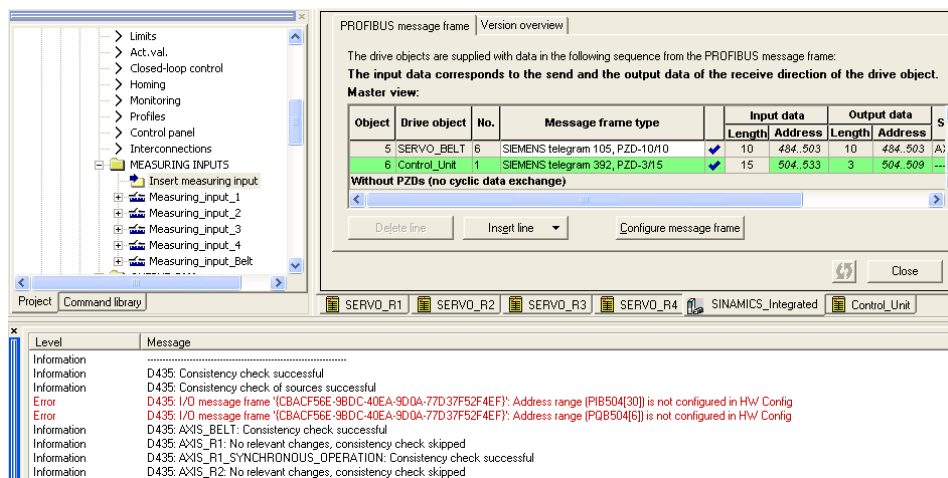 Limits
Act.val.
Closed-loop control
Homing
Monitoring
Profiles
Control panel
Interconnections
MEASURING INPUTS
Insert measuring input
Measuring_input_1
Measuring_input_2
Measuring_input_3
Measuring_input_4
Measuring_input_Belt
Project Command library
PROFIBUS message frame Version overview
The drive objects are supplied with data in the following sequence from the PROFIBUS message frame:
The input data corresponds to the send and the output data of the receive direction of the drive object.
Master view:
Object Drive object No. Message frame type Input data Output data S
Length Address Length Address
5 SERVO_BELT 6 SIEMENS telegram 105, PZD-10/10 10 484..503 10 484..503
6 Control_Unit 1 SIEMENS telegram 392, PZD-3/15 15 504..533 3 504..509 ---
Without PZDs (no cyclic data exchange)
Delete line Insert line Configure message frame
Close
SERVO_R1 SERVO_R2 SERVO_R3 SERVO_R4 SINAMICS_Integrated Control_Unit
Level Message
Information ----------------------------------------------------------------
Information D435: Consistency check successful
Information D435: Consistency check of sources successful
Error D435: I/O message frame '{CBACF56E-9BDC-40EA-9D0A-77D37F52F4EF}': Address range (PIB504[30]) is not configured in HW Config
Error D435: I/O message frame '{CBACF56E-9BDC-40EA-9D0A-77D37F52F4EF}': Address range (PQB504[6]) is not configured in HW Config
Information D435: AXIS_BELT: Consistency check successful
Information D435: AXIS_R1: No relevant changes, consistency check skipped
Information D435: AXIS_R1_SYNCHRONOUS_OPERATION: Consistency check successful
Information D435: AXIS_R2: No relevant changes, consistency check skipped